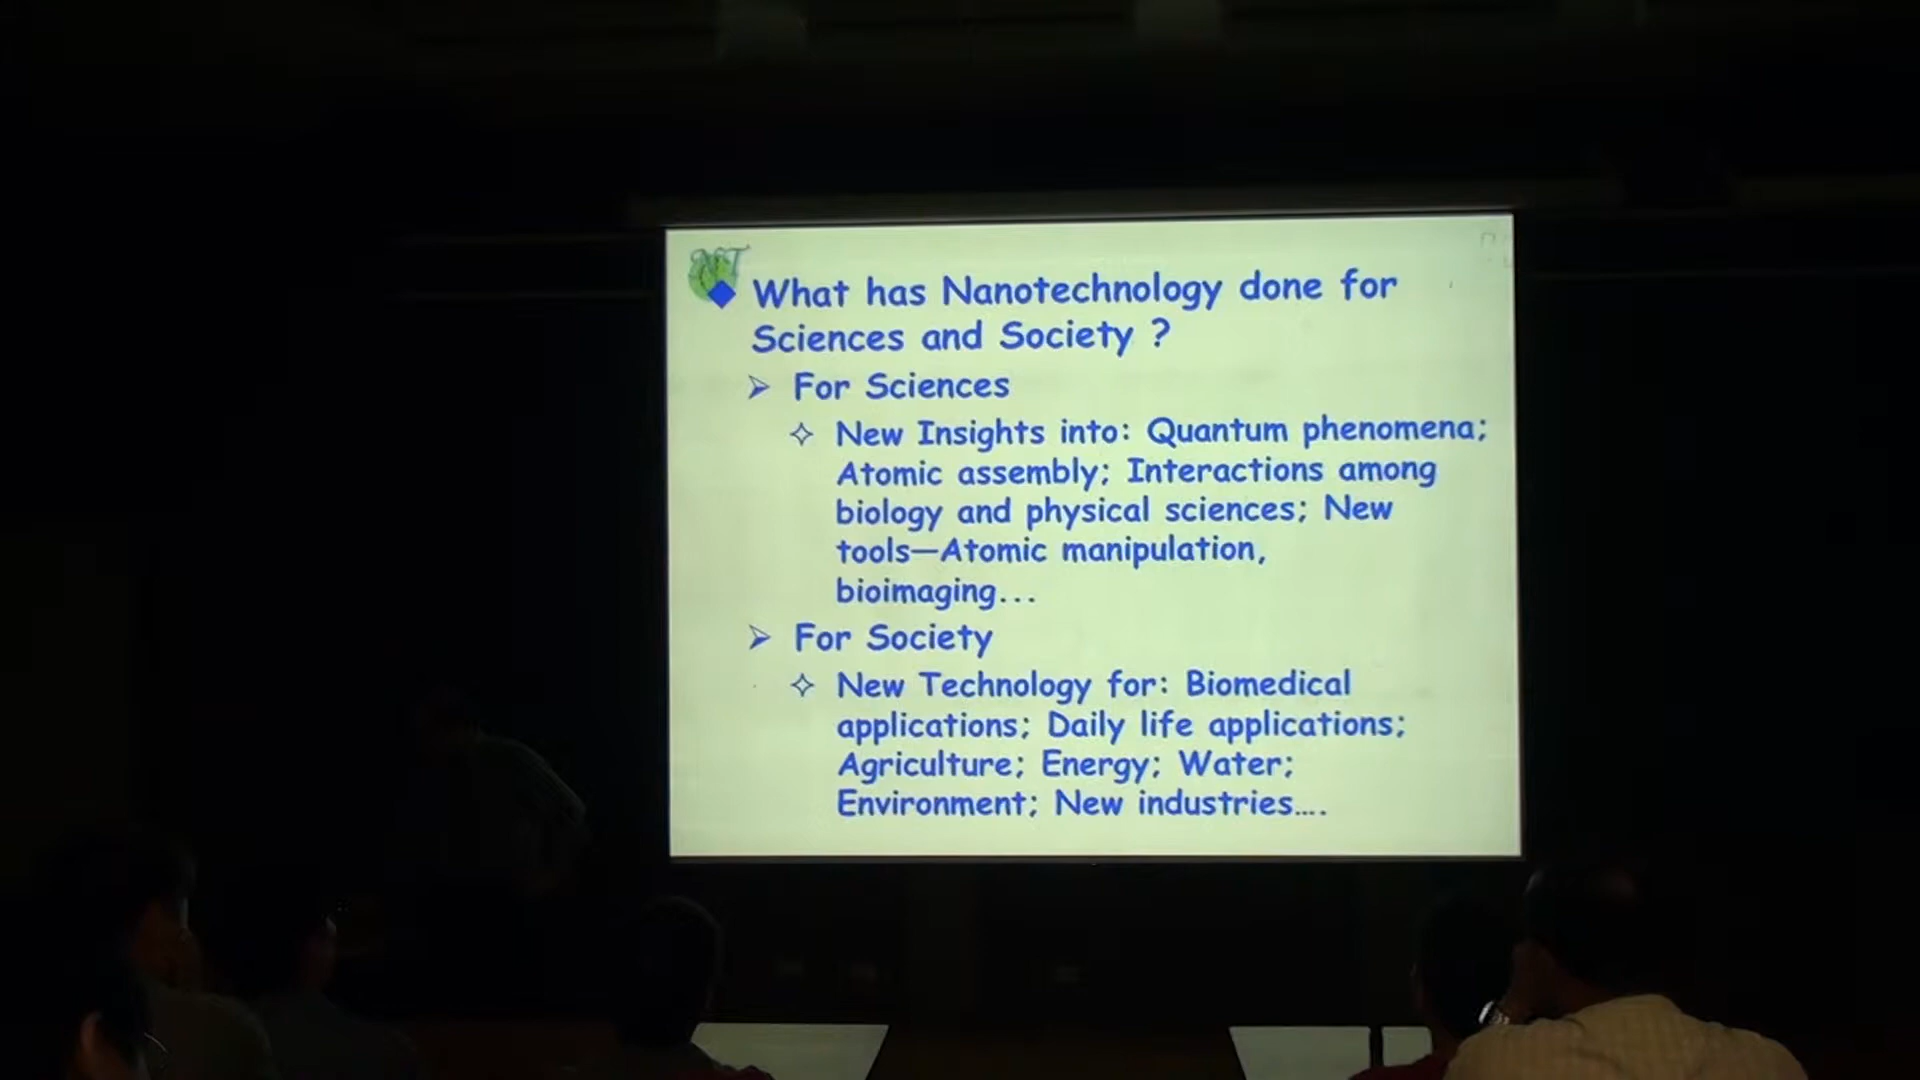 NT
What has Nanotechnology done for
Sciences and Society ?
For Sciences
New Insights into: Quantum phenomena;
Atomic assembly; Interactions among
biology and physical sciences; New
tools—Atomic manipulation,
bioimaging...
For Society
New Technology for: Biomedical
applications; Daily life applications;
Agriculture; Energy; Water;
Environment; New industries....